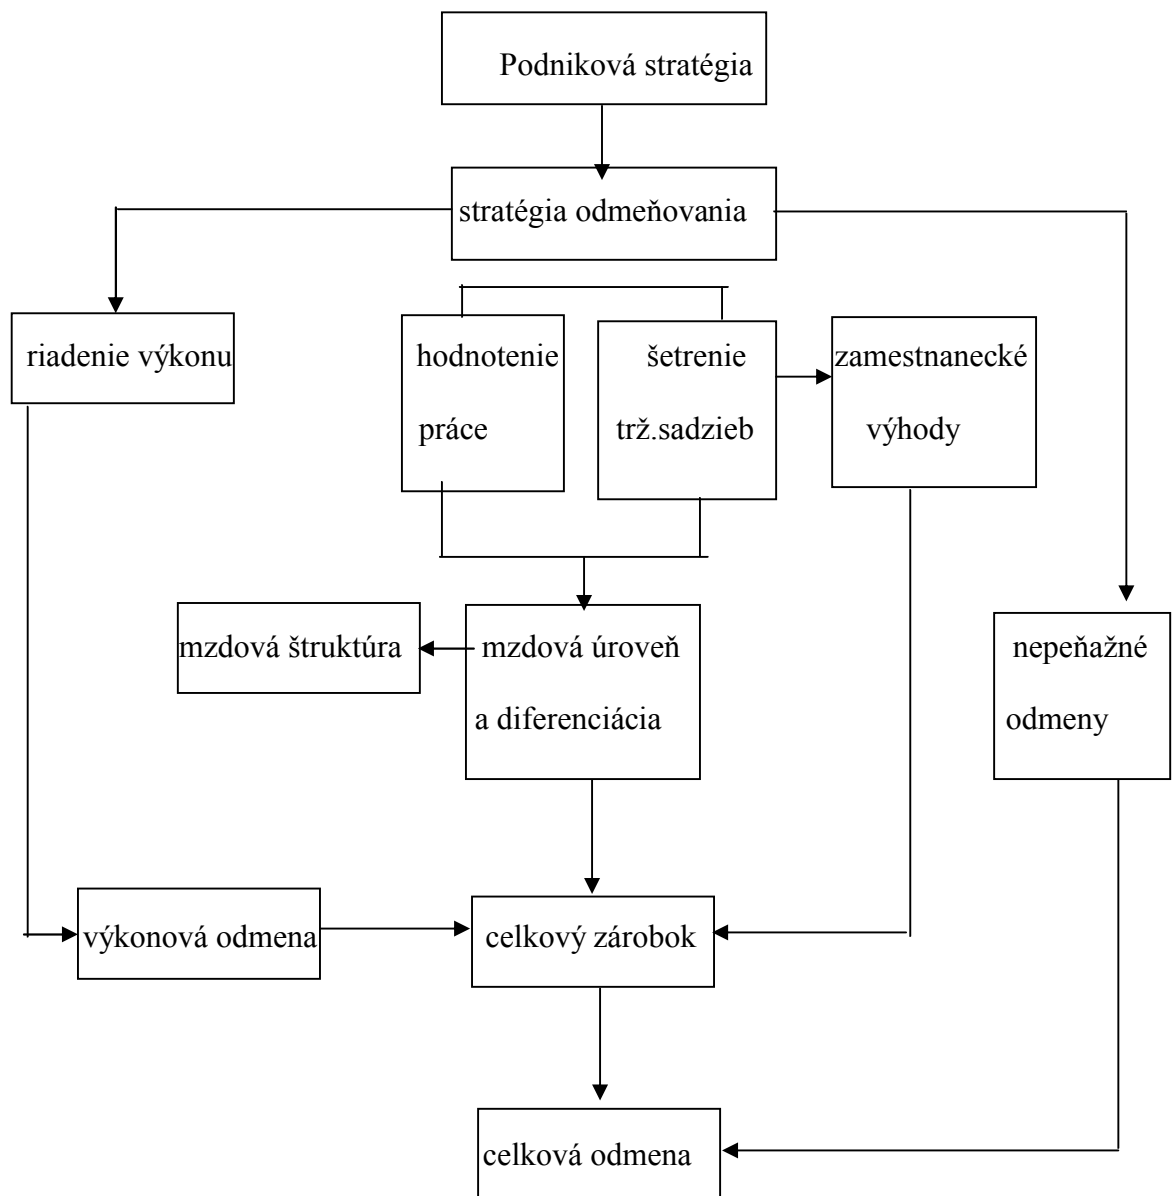 Podniková stratégia
stratégia odmeňovania
riadenie výkonu
hodnotenie
práce
šetrenie
trž.sadzieb
zamestnanecké
výhody
mzdová štruktúra
mzdová úroveň
a diferenciácia
nepeňažné
odmeny
výkonová odmena
celkový zárobok
celková odmena